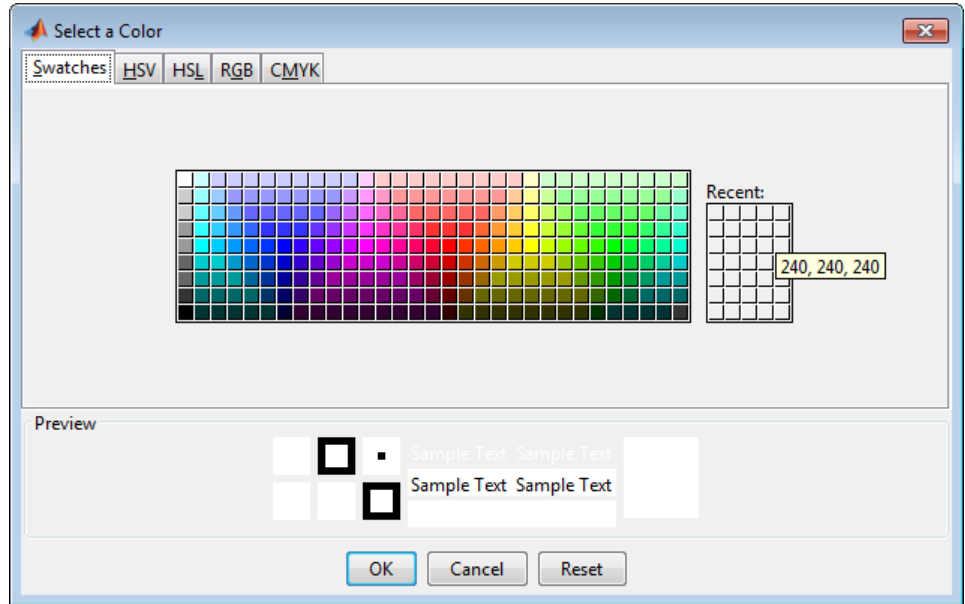 Select a Color
Swatches HSV HSL RGB CMYK
Recent:
240, 240, 240
Preview
Sample Text Sample Text
Sample Text Sample Text
OK Cancel Reset